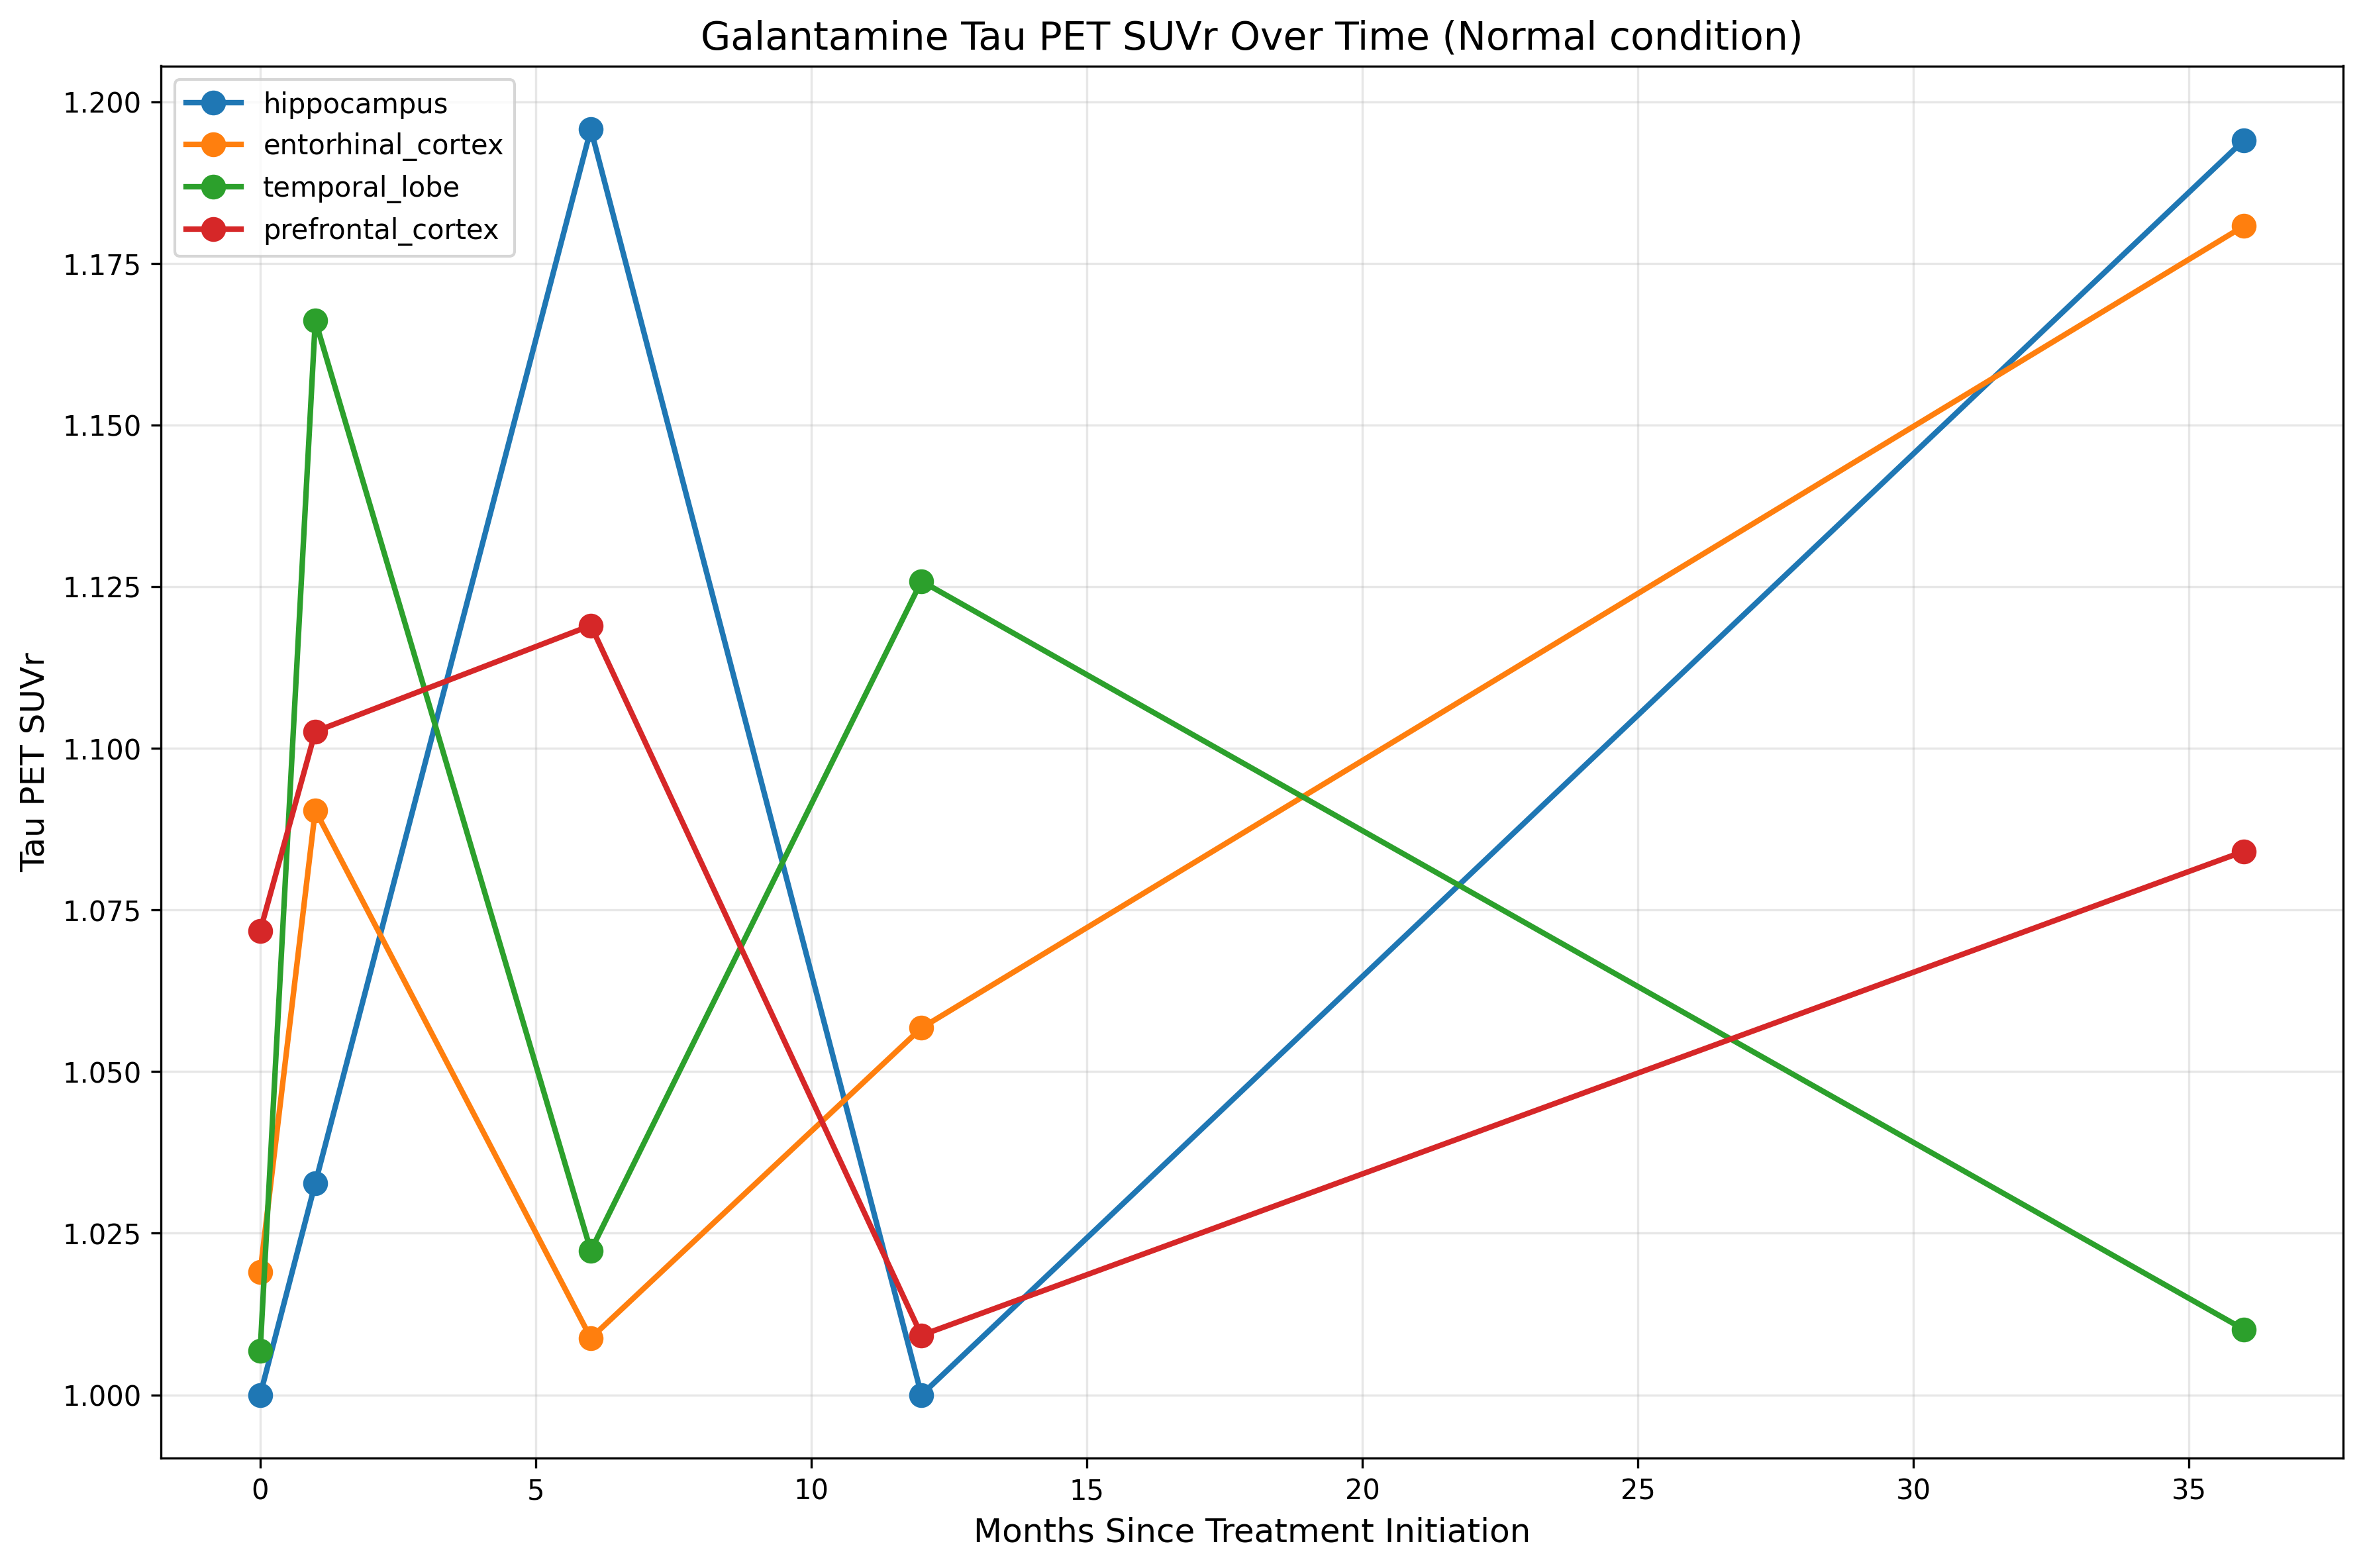 Galantamine Tau PET SUVr Over Time (Normal condition)
hippocampus
entorhinal_cortex
temporal_lobe
prefrontal_cortex
Tau PET SUVr
1.200
1.175
1.150
1.125
1.100
1.075
1.050
1.025
1.000
0 5 10 15 20 25 30 35
Months Since Treatment Initiation